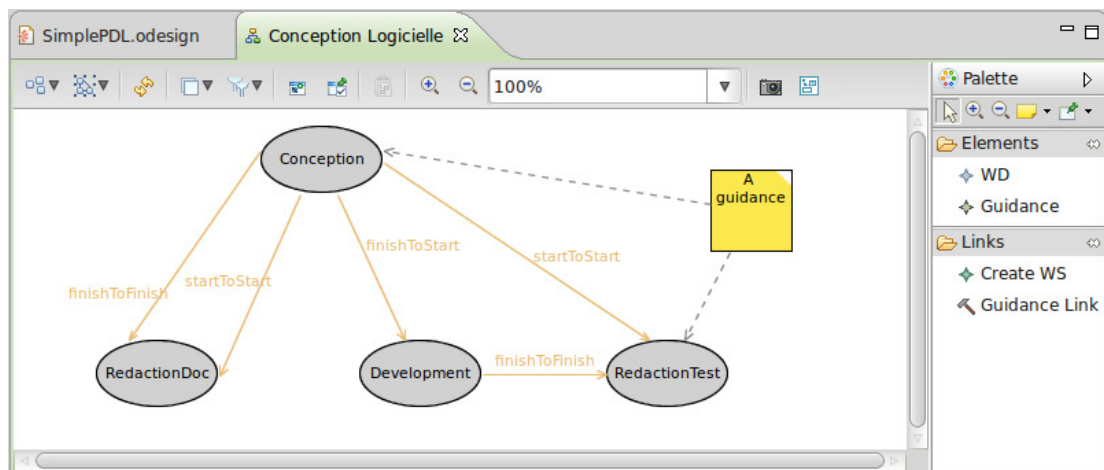 SimplePDL.odesign
Conception Logicielle
100%
Palette
Elements
WD
Guidance
Links
Create WS
Guidance Link
Conception
A
guidance
finishToStart
startToStart
startToStart
finishToFinish
RedactionDoc
Development
finishToFinish
RedactionTest